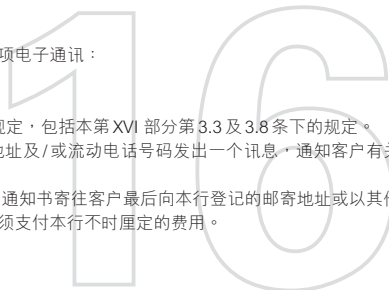 项电子通讯：
规定，包括本第XVI 部分第3.3及3.8条下的规定。
地址及/或流动电话号码发出一个讯息，通知客户有
通知书寄往客户最后向本行登记的邮寄地址或以其
须支付本行不时厘定的费用。
16